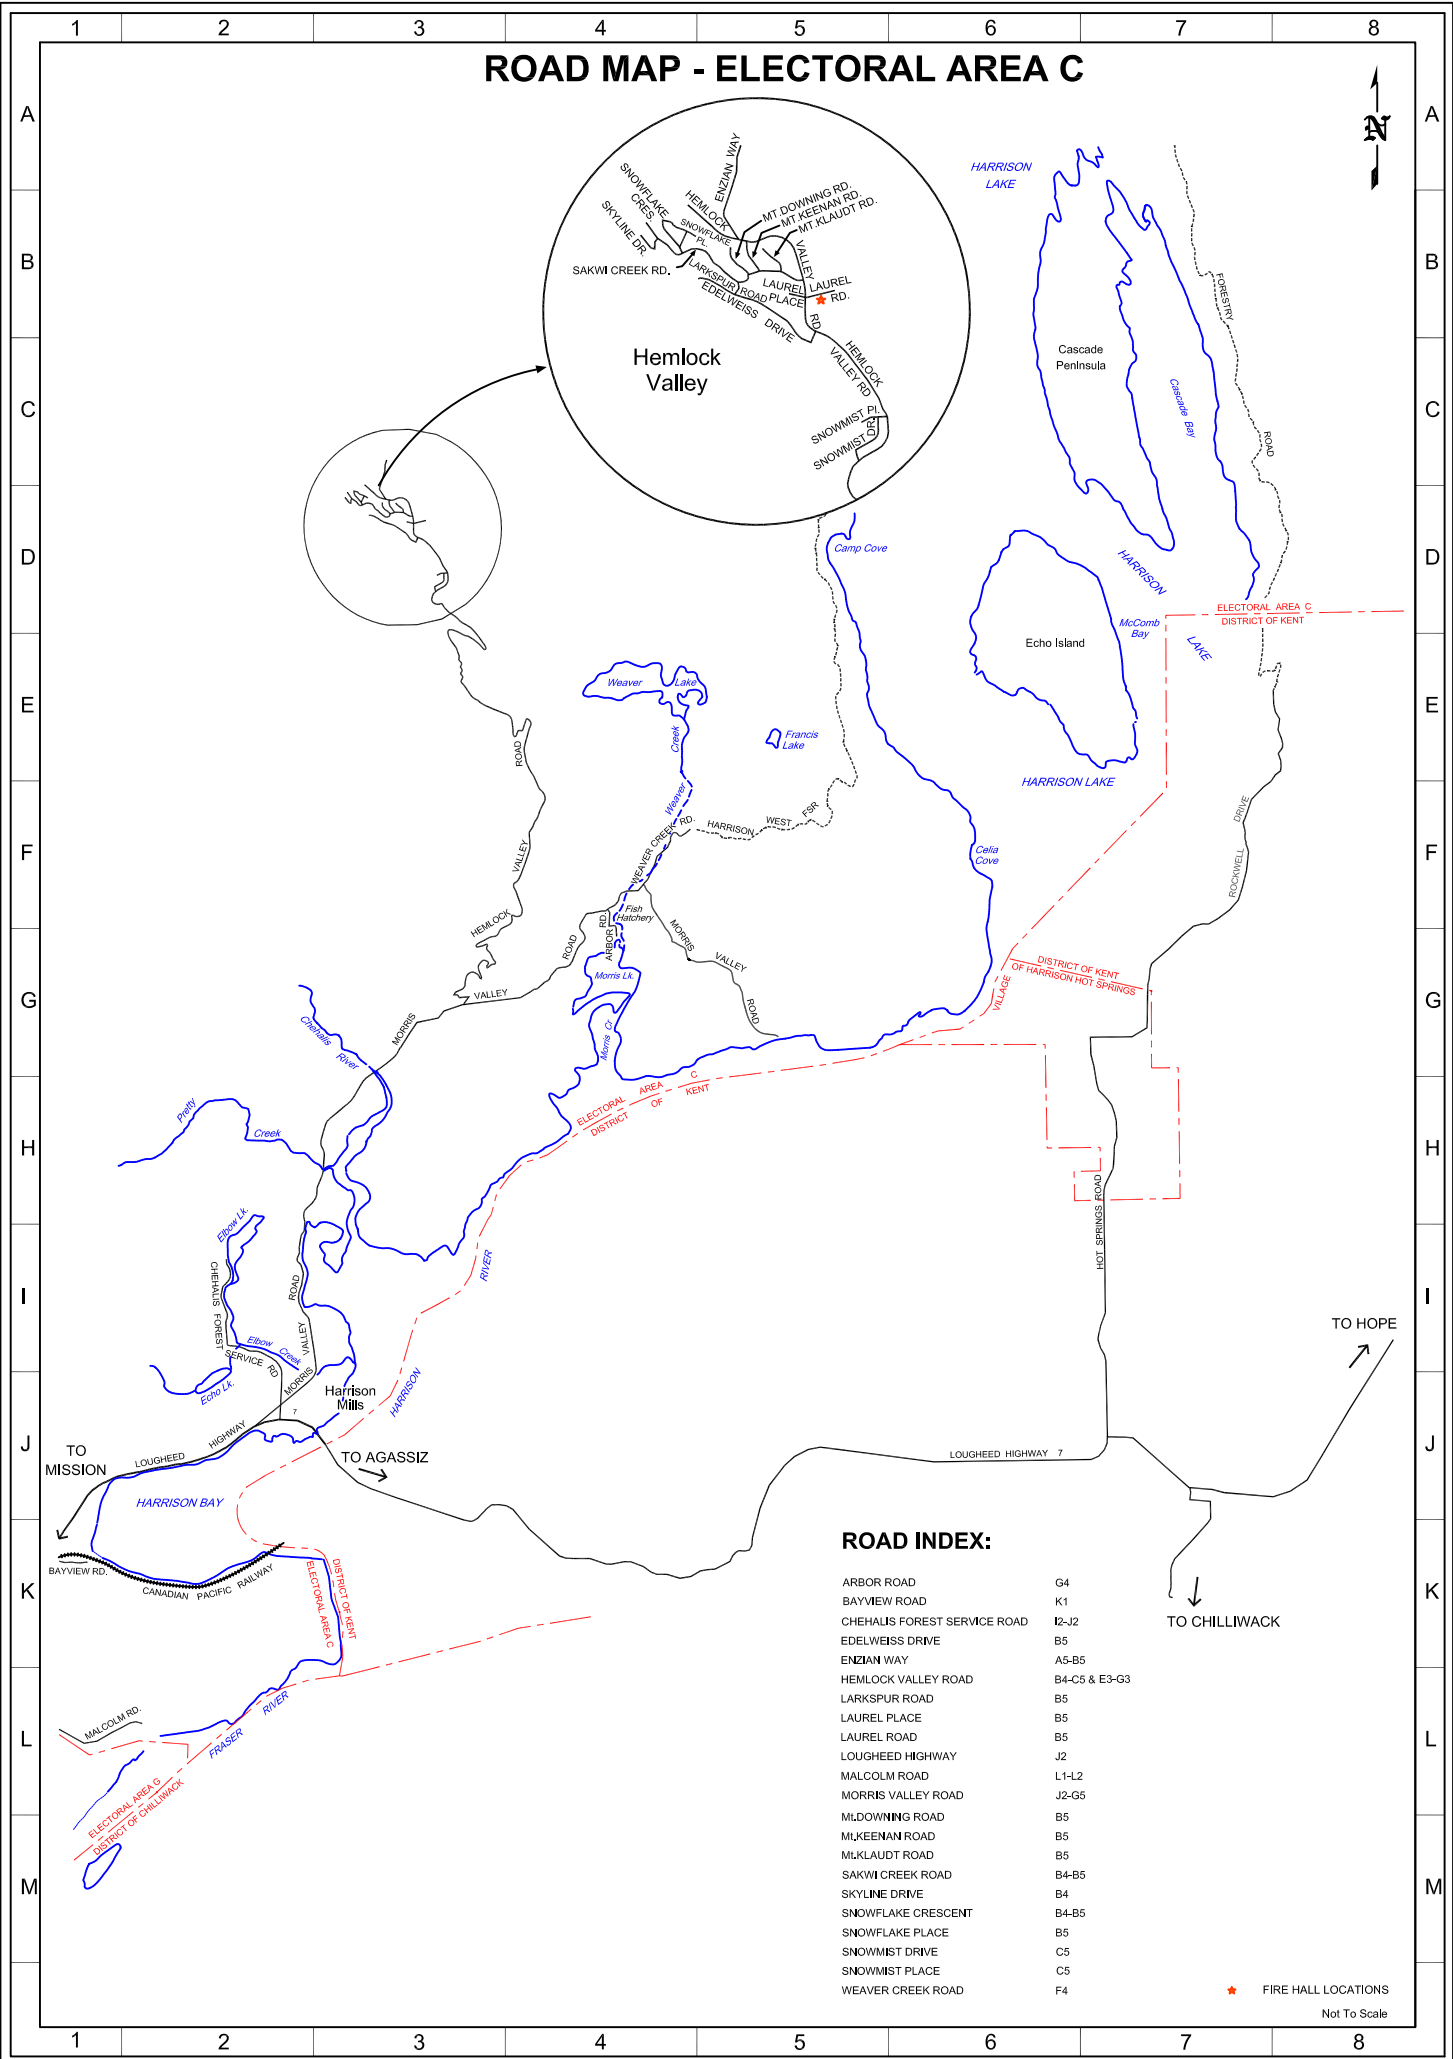 1 2 3 4 5 6 7 8
ROAD MAP - ELECTORAL AREA C
N
A A
B B
C C
D D
E E
F F
G G
H H
I I
J J
K K
L L
M M
ENZIAN WAY
SNOWFLAKE
CRES.
HEMLOCK
SKYLINE DR.
SNOWFLAKE
PL.
MT.DOWNING RD.
MT.KEENAN RD.
MT.KLAUDT RD.
VALLEY
SAKWI CREEK RD.
LARKSPUR ROAD
LAUREL
PLACE
LAUREL
RD.
EDELWEISS DRIVE
RD
HEMLOCK
VALLEY RD
Hemlock
Valley
SNOWMIST Pl.
SNOWMIST DR.
HARRISON
LAKE
FORESTRY
ROAD
Cascade
Peninsula
Cascade Bay
Camp Cove
HARRISON
LAKE
McComb
Bay
Echo Island
ELECTORAL AREA C
DISTRICT OF KENT
Weaver Lake
Creek
Weaver
Francis
Lake
HARRISON LAKE
ROAD
VALLEY
HEMLOCK
WEAVER CREEK RD.
HARRISON WEST FSR
Celia
Cove
ROCKWELL DRIVE
Fish
Hatchery
ARBOR RD.
MORRIS VALLEY ROAD
Morris Lk.
Morris Cr
MORRIS VALLEY ROAD
DISTRICT OF KENT
VILLAGE OF HARRISON HOT SPRINGS
Chehalis River
ELECTORAL AREA C
DISTRICT OF KENT
Pretty Creek
HOT SPRINGS ROAD
Elbow Lk.
CHEHALIS FOREST
SERVICE RD
Elbow Creek
Echo Lk.
MORRIS VALLEY ROAD
HARRISON RIVER
Harrison
Mills
7
TO HOPE
TO
MISSION
LOUGHEED HIGHWAY
TO AGASSIZ
LOUGHEED HIGHWAY 7
HARRISON BAY
BAYVIEW RD.
CANADIAN PACIFIC RAILWAY
DISTRICT OF KENT
ELECTORAL AREA C
TO CHILLIWACK
MALCOLM RD.
FRASER RIVER
ELECTORAL AREA G
DISTRICT OF CHILLIWACK
ROAD INDEX:
ARBOR ROAD G4
BAYVIEW ROAD K1
CHEHALIS FOREST SERVICE ROAD I2-J2
EDELWEISS DRIVE B5
ENZIAN WAY A5-B5
HEMLOCK VALLEY ROAD B4-C5 & E3-G3
LARKSPUR ROAD B5
LAUREL PLACE B5
LAUREL ROAD B5
LOUGHEED HIGHWAY J2
MALCOLM ROAD L1-L2
MORRIS VALLEY ROAD J2-G5
Mt.DOWNING ROAD B5
Mt.KEENAN ROAD B5
Mt.KLAUDT ROAD B5
SAKWI CREEK ROAD B4-B5
SKYLINE DRIVE B4
SNOWFLAKE CRESCENT B4-B5
SNOWFLAKE PLACE B5
SNOWMIST DRIVE C5
SNOWMIST PLACE C5
WEAVER CREEK ROAD F4
FIRE HALL LOCATIONS
Not To Scale
1 2 3 4 5 6 7 8